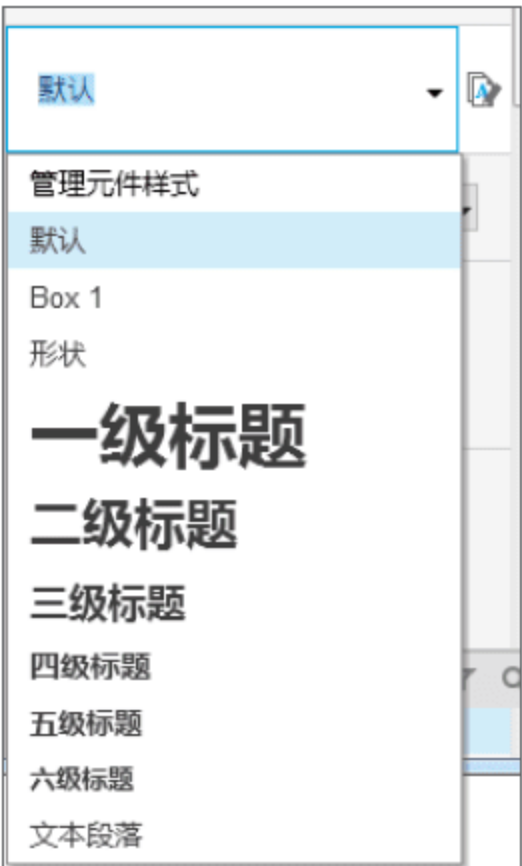 默认
管理元件样式
默认
Box 1
形状
一级标题
二级标题
三级标题
四级标题
五级标题
六级标题
文本段落